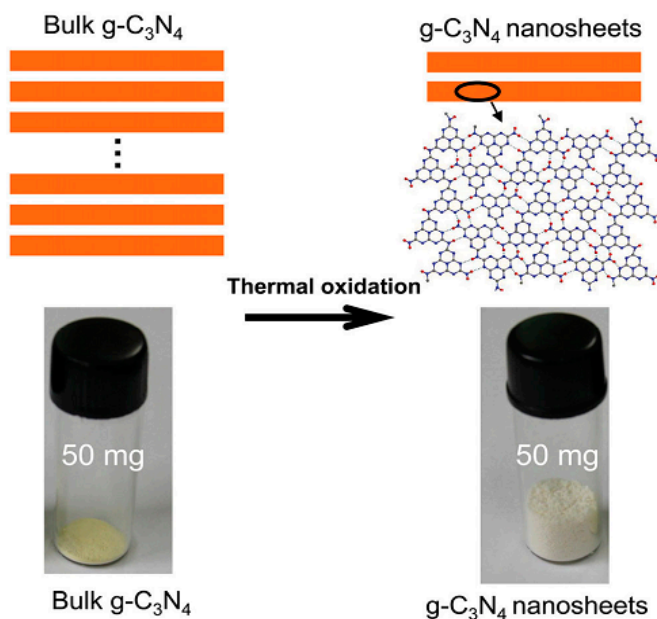 Bulk g-C₃N₄
g-C₃N₄ nanosheets
Thermal oxidation
50 mg
50 mg
Bulk g-C₃N₄
g-C₃N₄ nanosheets